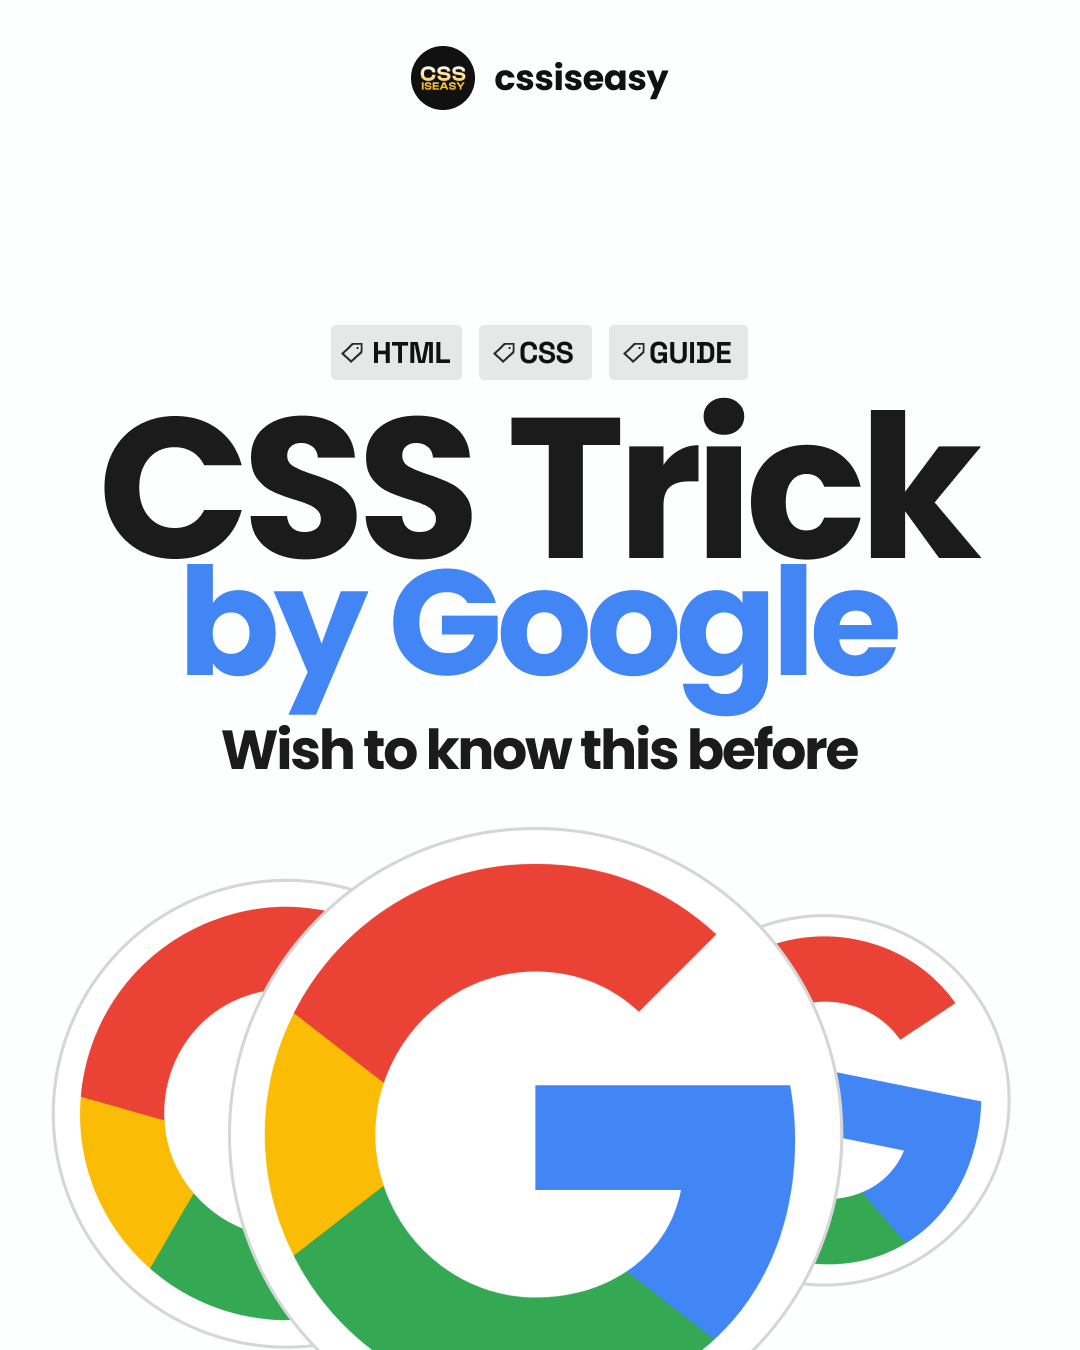 CSS
ISEASY
cssiseasy
HTML CSS GUIDE
CSS Trick
by Google
Wish to know this before